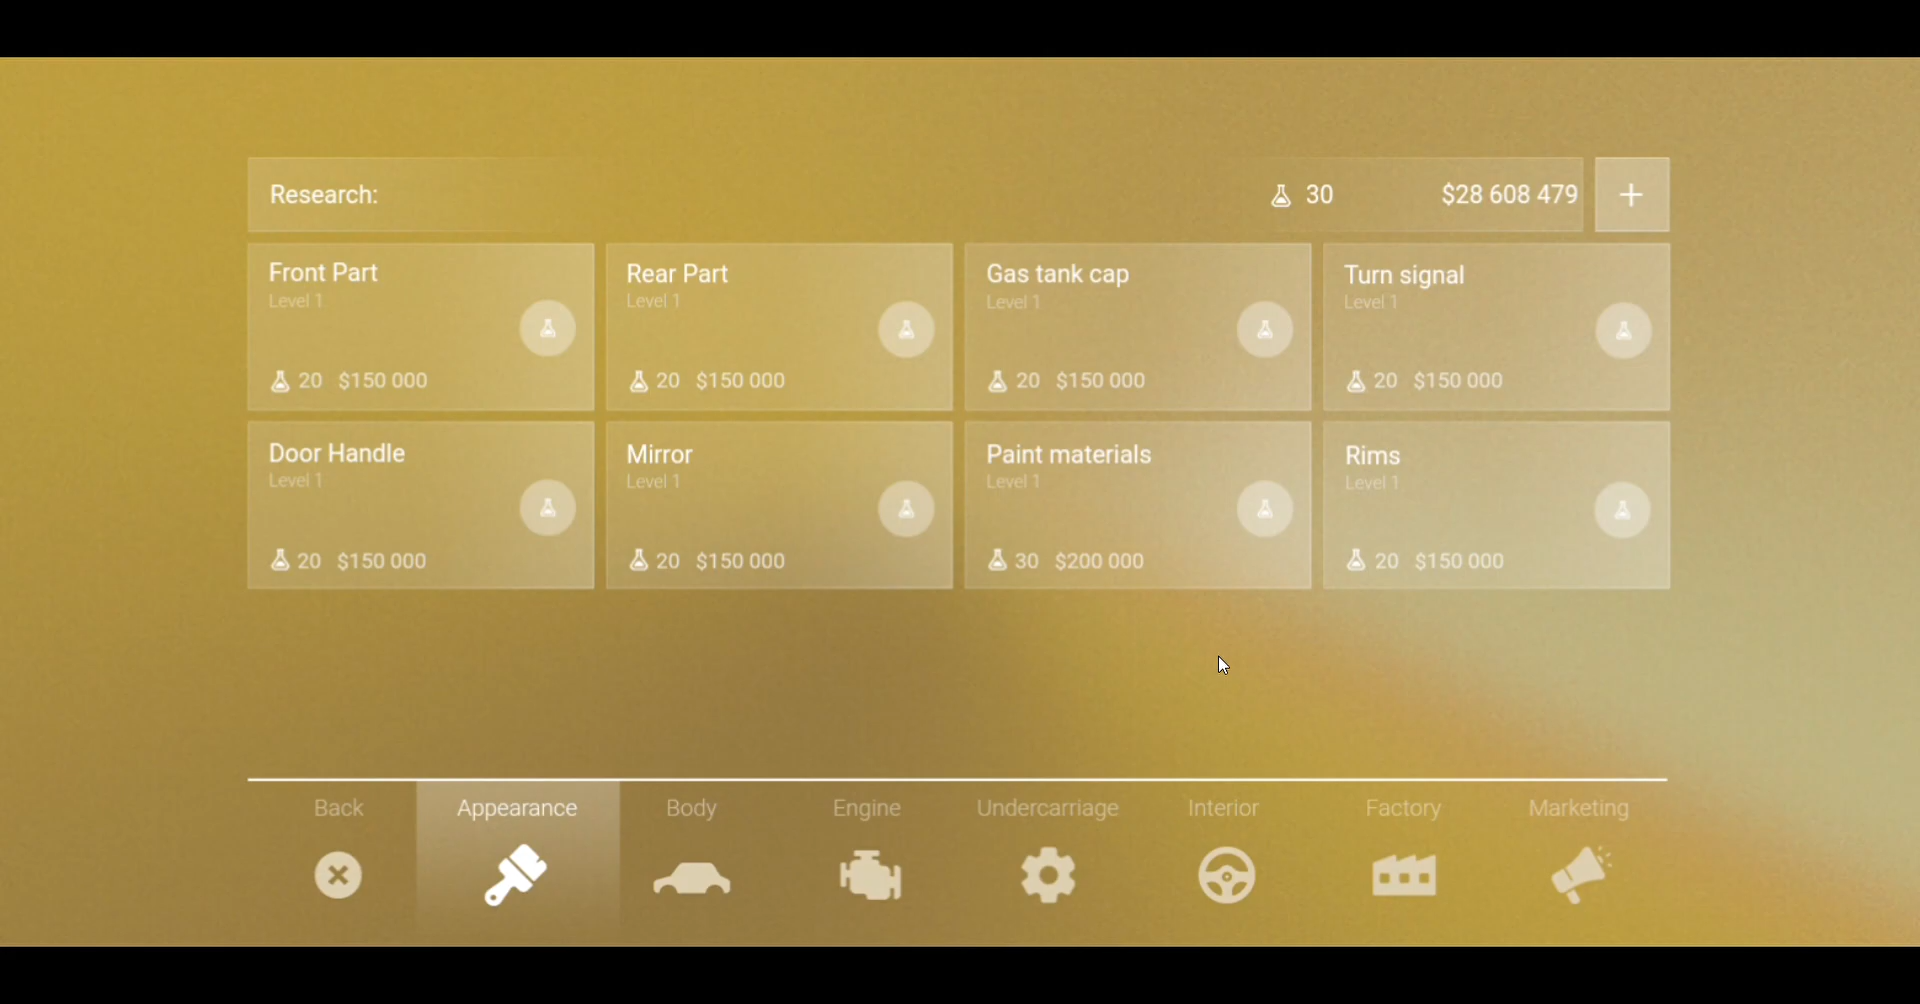 Research:
30
$28 608 479
Front Part
Level 1
20 $150 000
Rear Part
Level 1
20 $150 000
Gas tank cap
Level 1
20 $150 000
Turn signal
Level 1
20 $150 000
Door Handle
Level 1
20 $150 000
Mirror
Level 1
20 $150 000
Paint materials
Level 1
30 $200 000
Rims
Level 1
20 $150 000
Back
Appearance
Body
Engine
Undercarriage
Interior
Factory
Marketing